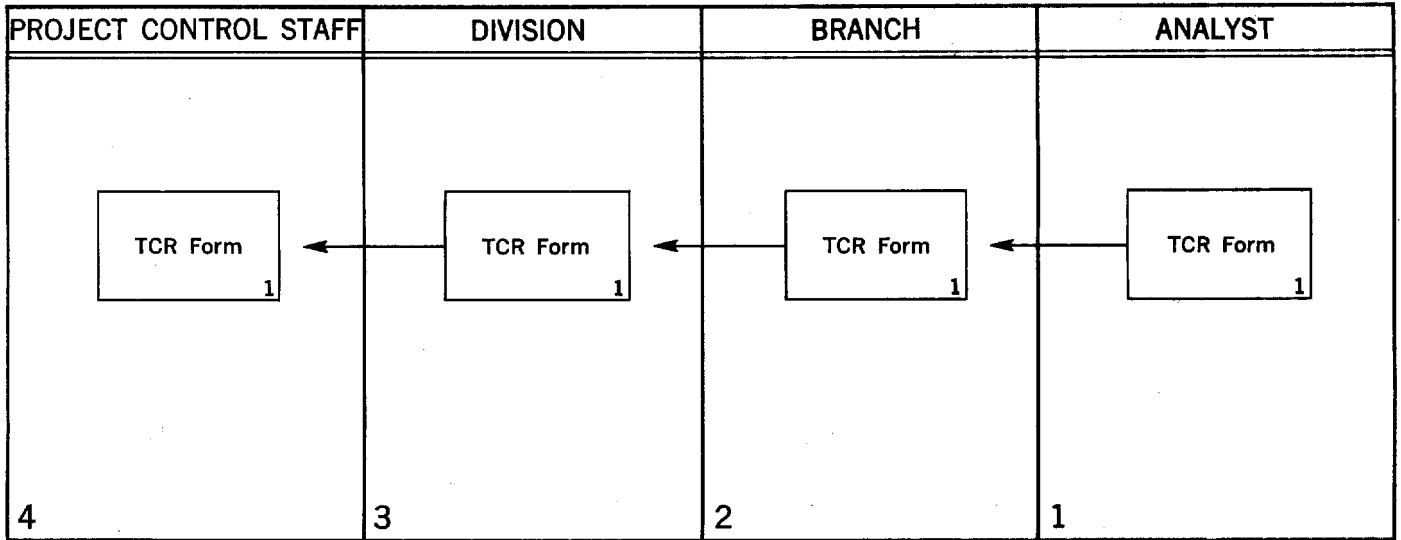 PROJECT CONTROL STAFF
DIVISION
BRANCH
ANALYST
TCR Form
1
TCR Form
1
TCR Form
1
TCR Form
1
4
3
2
1